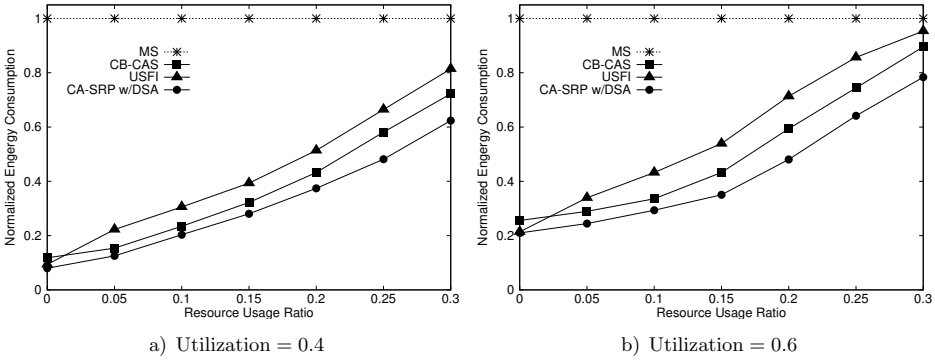 1
0.8
0.6
0.4
0.2
0
Normalized Engergy Consumption
MS
CB-CAS
USFI
CA-SRP w/DSA
0 0.05 0.1 0.15 0.2 0.25 0.3
Resource Usage Ratio
a) Utilization = 0.4
1
0.8
0.6
0.4
0.2
0
Normalized Engergy Consumption
MS
CB-CAS
USFI
CA-SRP w/DSA
0 0.05 0.1 0.15 0.2 0.25 0.3
Resource Usage Ratio
b) Utilization = 0.6